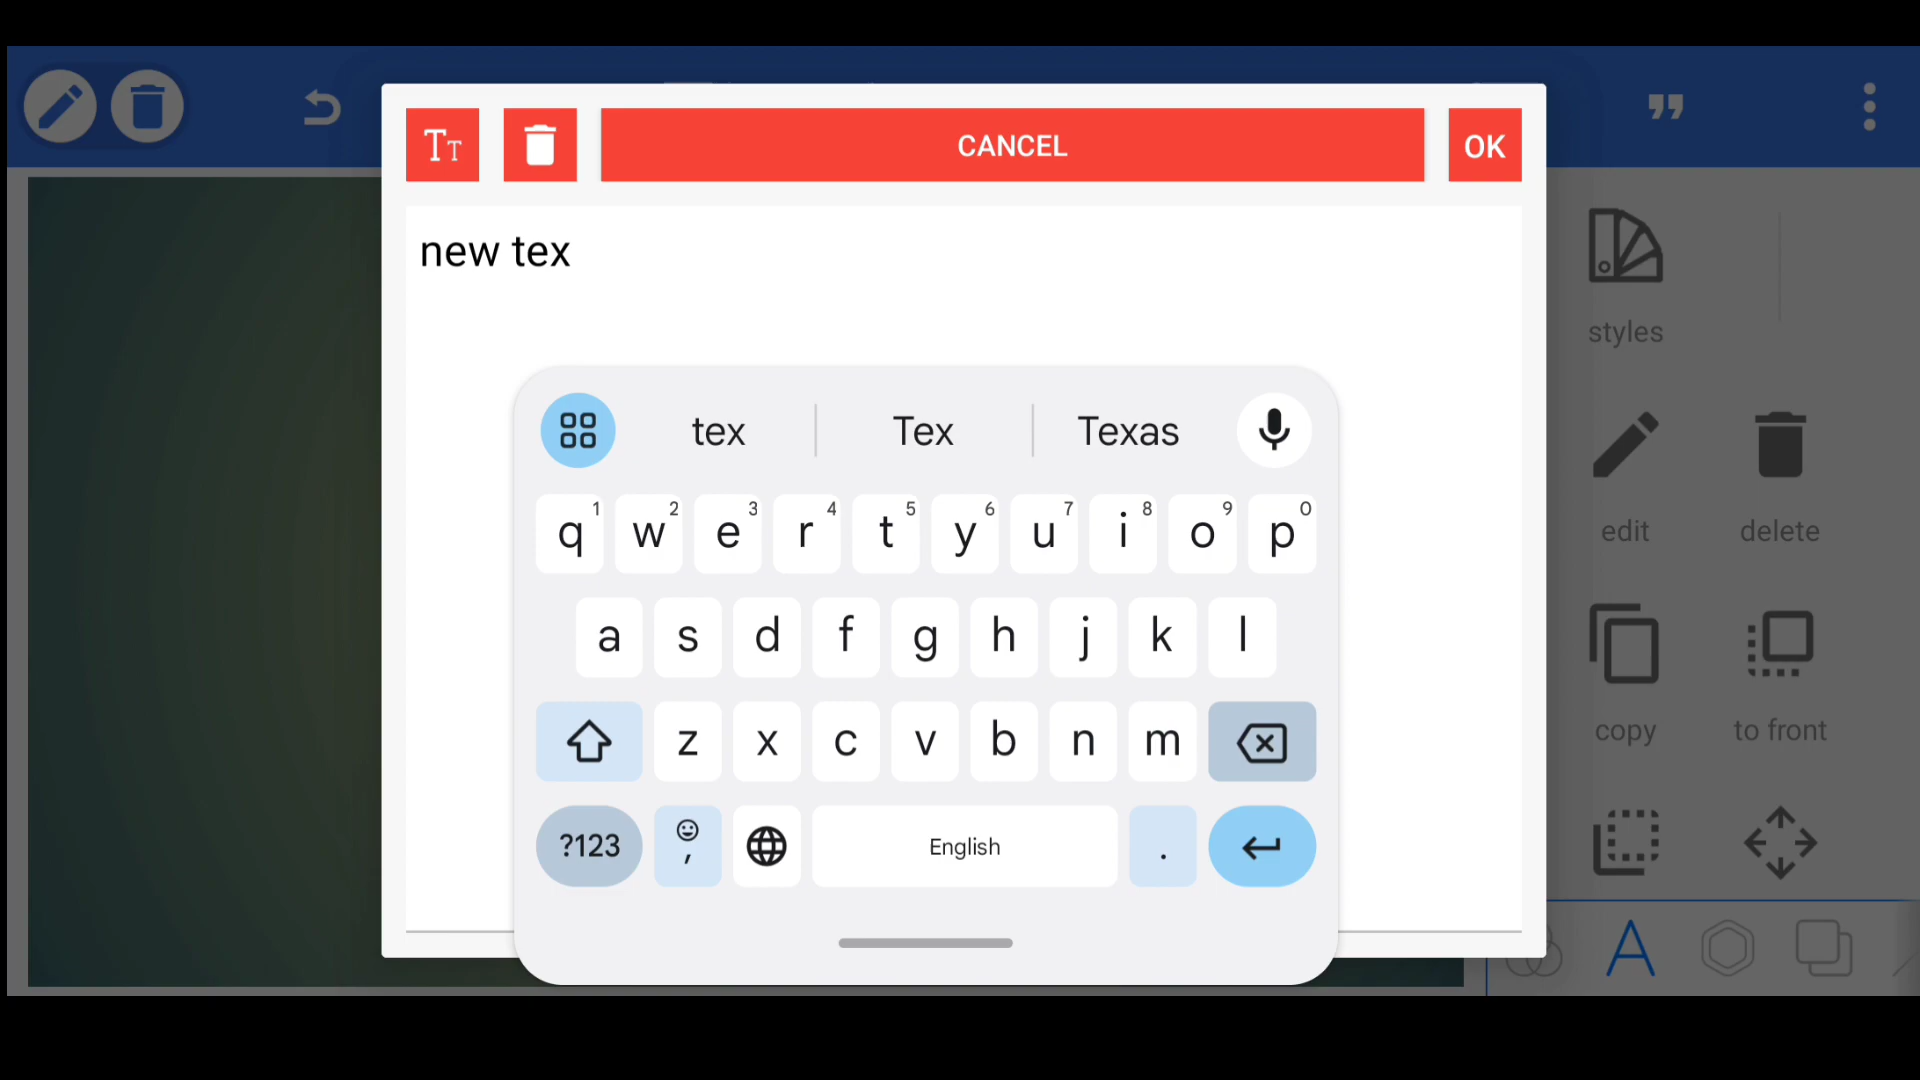 Tт CANCEL OK
new tex
styles
edit delete
copy to front
tex Tex Texas
q 1 w 2 e 3 r 4 t 5 y 6 u 7 i 8 o 9 p 0
a s d f g h j k l
z x c v b n m
?123 , English .
A